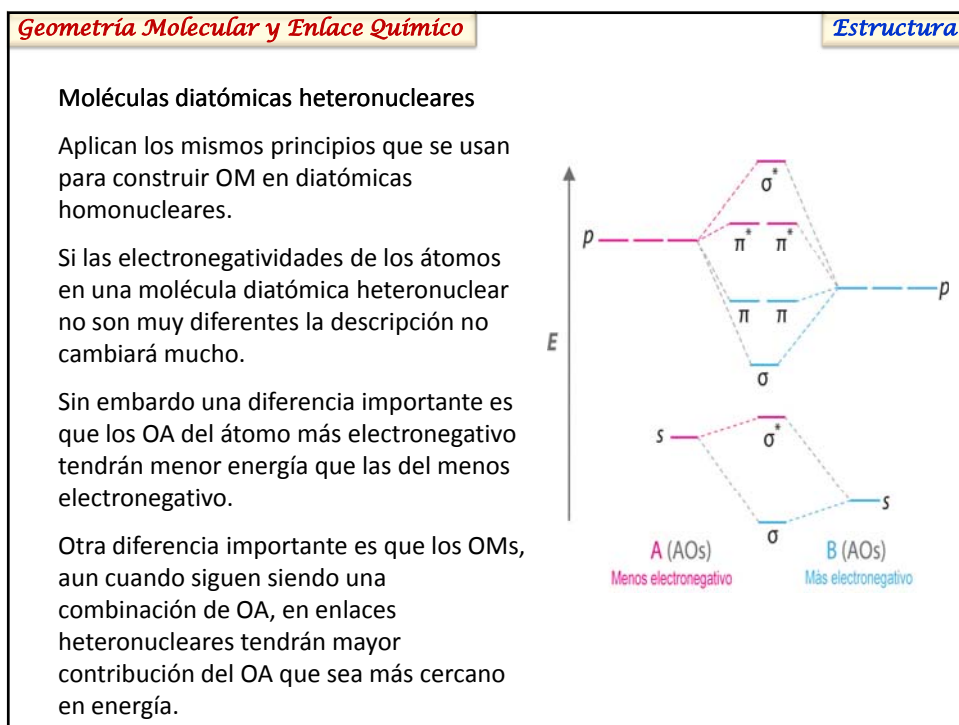 Geometría Molecular y Enlace Químico
Estructura
Moléculas diatómicas heteronucleares
Aplican los mismos principios que se usan
para construir OM en diatómicas
homonucleares.
Si las electronegatividades de los átomos
en una molécula diatómica heteronuclear
no son muy diferentes la descripción no
cambiará mucho.
Sin embardo una diferencia importante es
que los OA del átomo más electronegativo
tendrán menor energía que las del menos
electronegativo.
Otra diferencia importante es que los OMs,
aun cuando siguen siendo una
combinación de OA, en enlaces
heteronucleares tendrán mayor
contribución del OA que sea más cercano
en energía.
E
σ*
p
π* π*
p
π π
σ
s
σ*
s
σ
A (AOs)
Menos electronegativo
B (AOs)
Más electronegativo